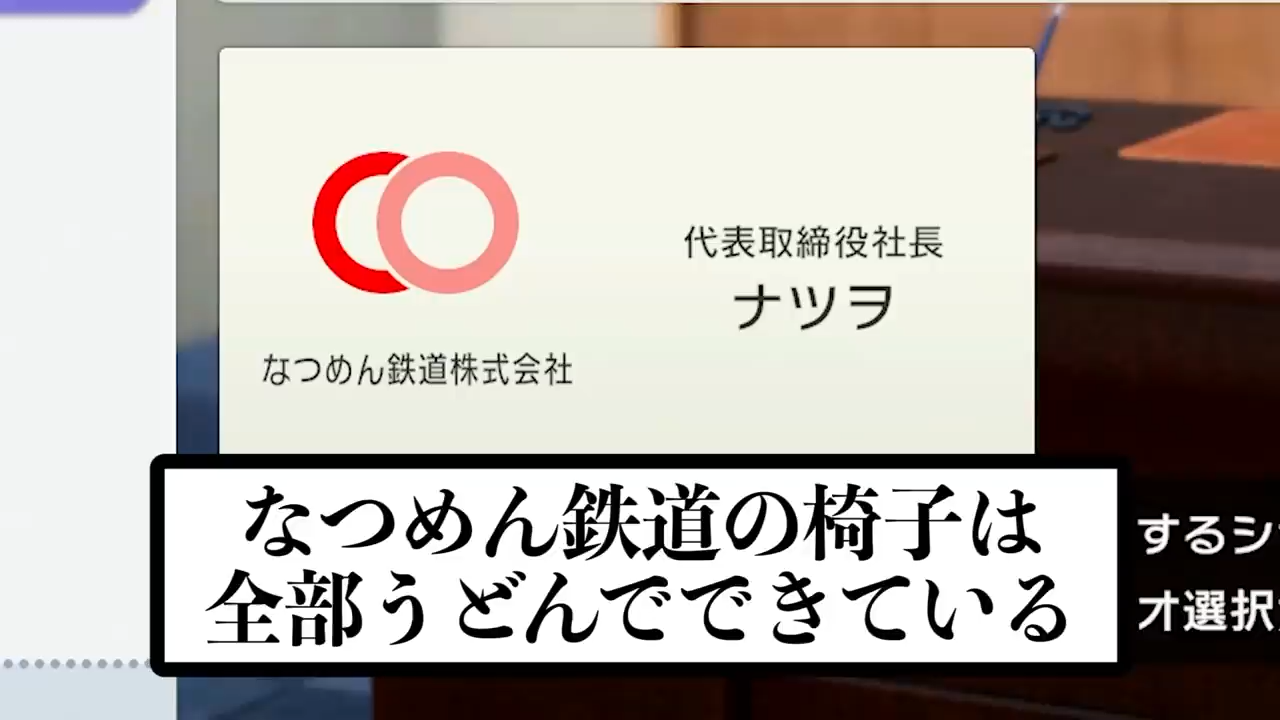 代表取締役社長
ナツヲ
なつめん鉄道株式会社
なつめん鉄道の椅子は
全部うどんでできている
するシ
オ選択